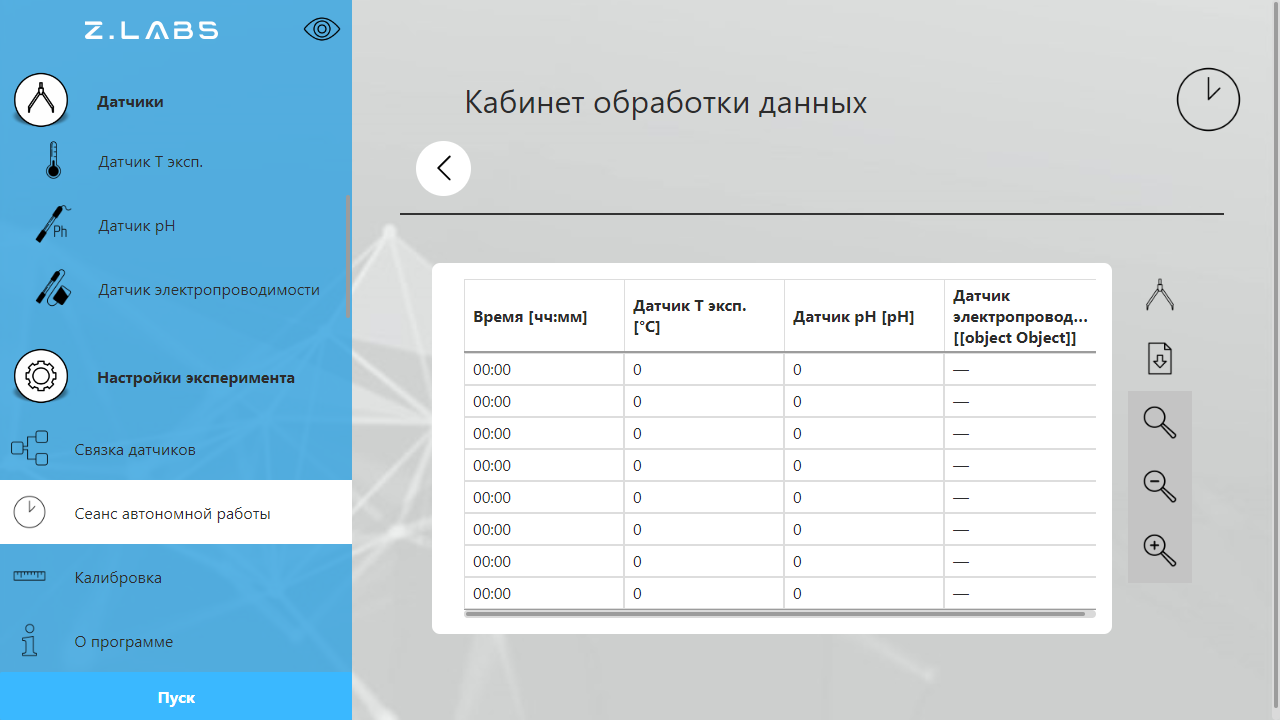 Z.LABS
Датчики
Датчик Т эксп.
Датчик pH
Ph
Датчик электропроводимости
Настройки эксперимента
Связка датчиков
Сеанс автономной работы
Калибровка
О программе
Пуск
Кабинет обработки данных
Время [чч:мм] Датчик Т эксп. [°C] Датчик pH [pH] Датчик электропровод... [[object Object]]
00:00 0 0 —
00:00 0 0 —
00:00 0 0 —
00:00 0 0 —
00:00 0 0 —
00:00 0 0 —
00:00 0 0 —
00:00 0 0 —